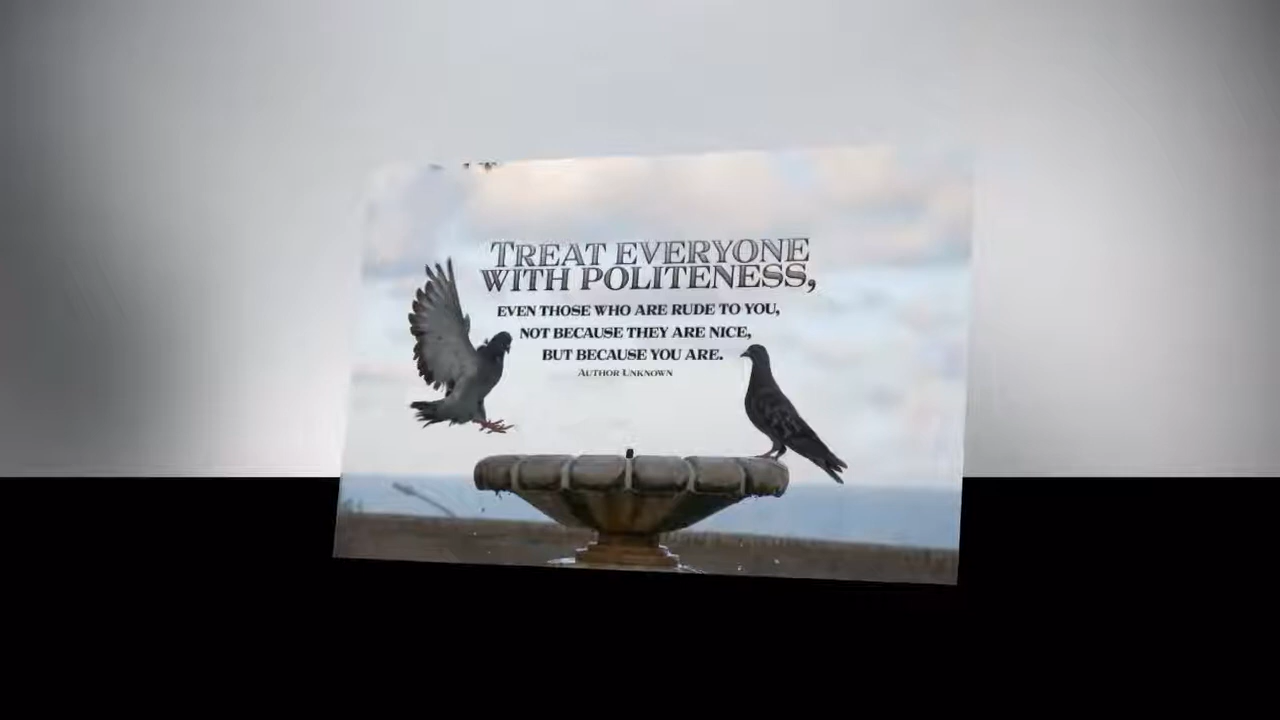 TREAT EVERYONE
WITH POLITENESS,
EVEN THOSE WHO ARE RUDE TO YOU,
NOT BECAUSE THEY ARE NICE,
BUT BECAUSE YOU ARE.
AUTHOR UNKNOWN